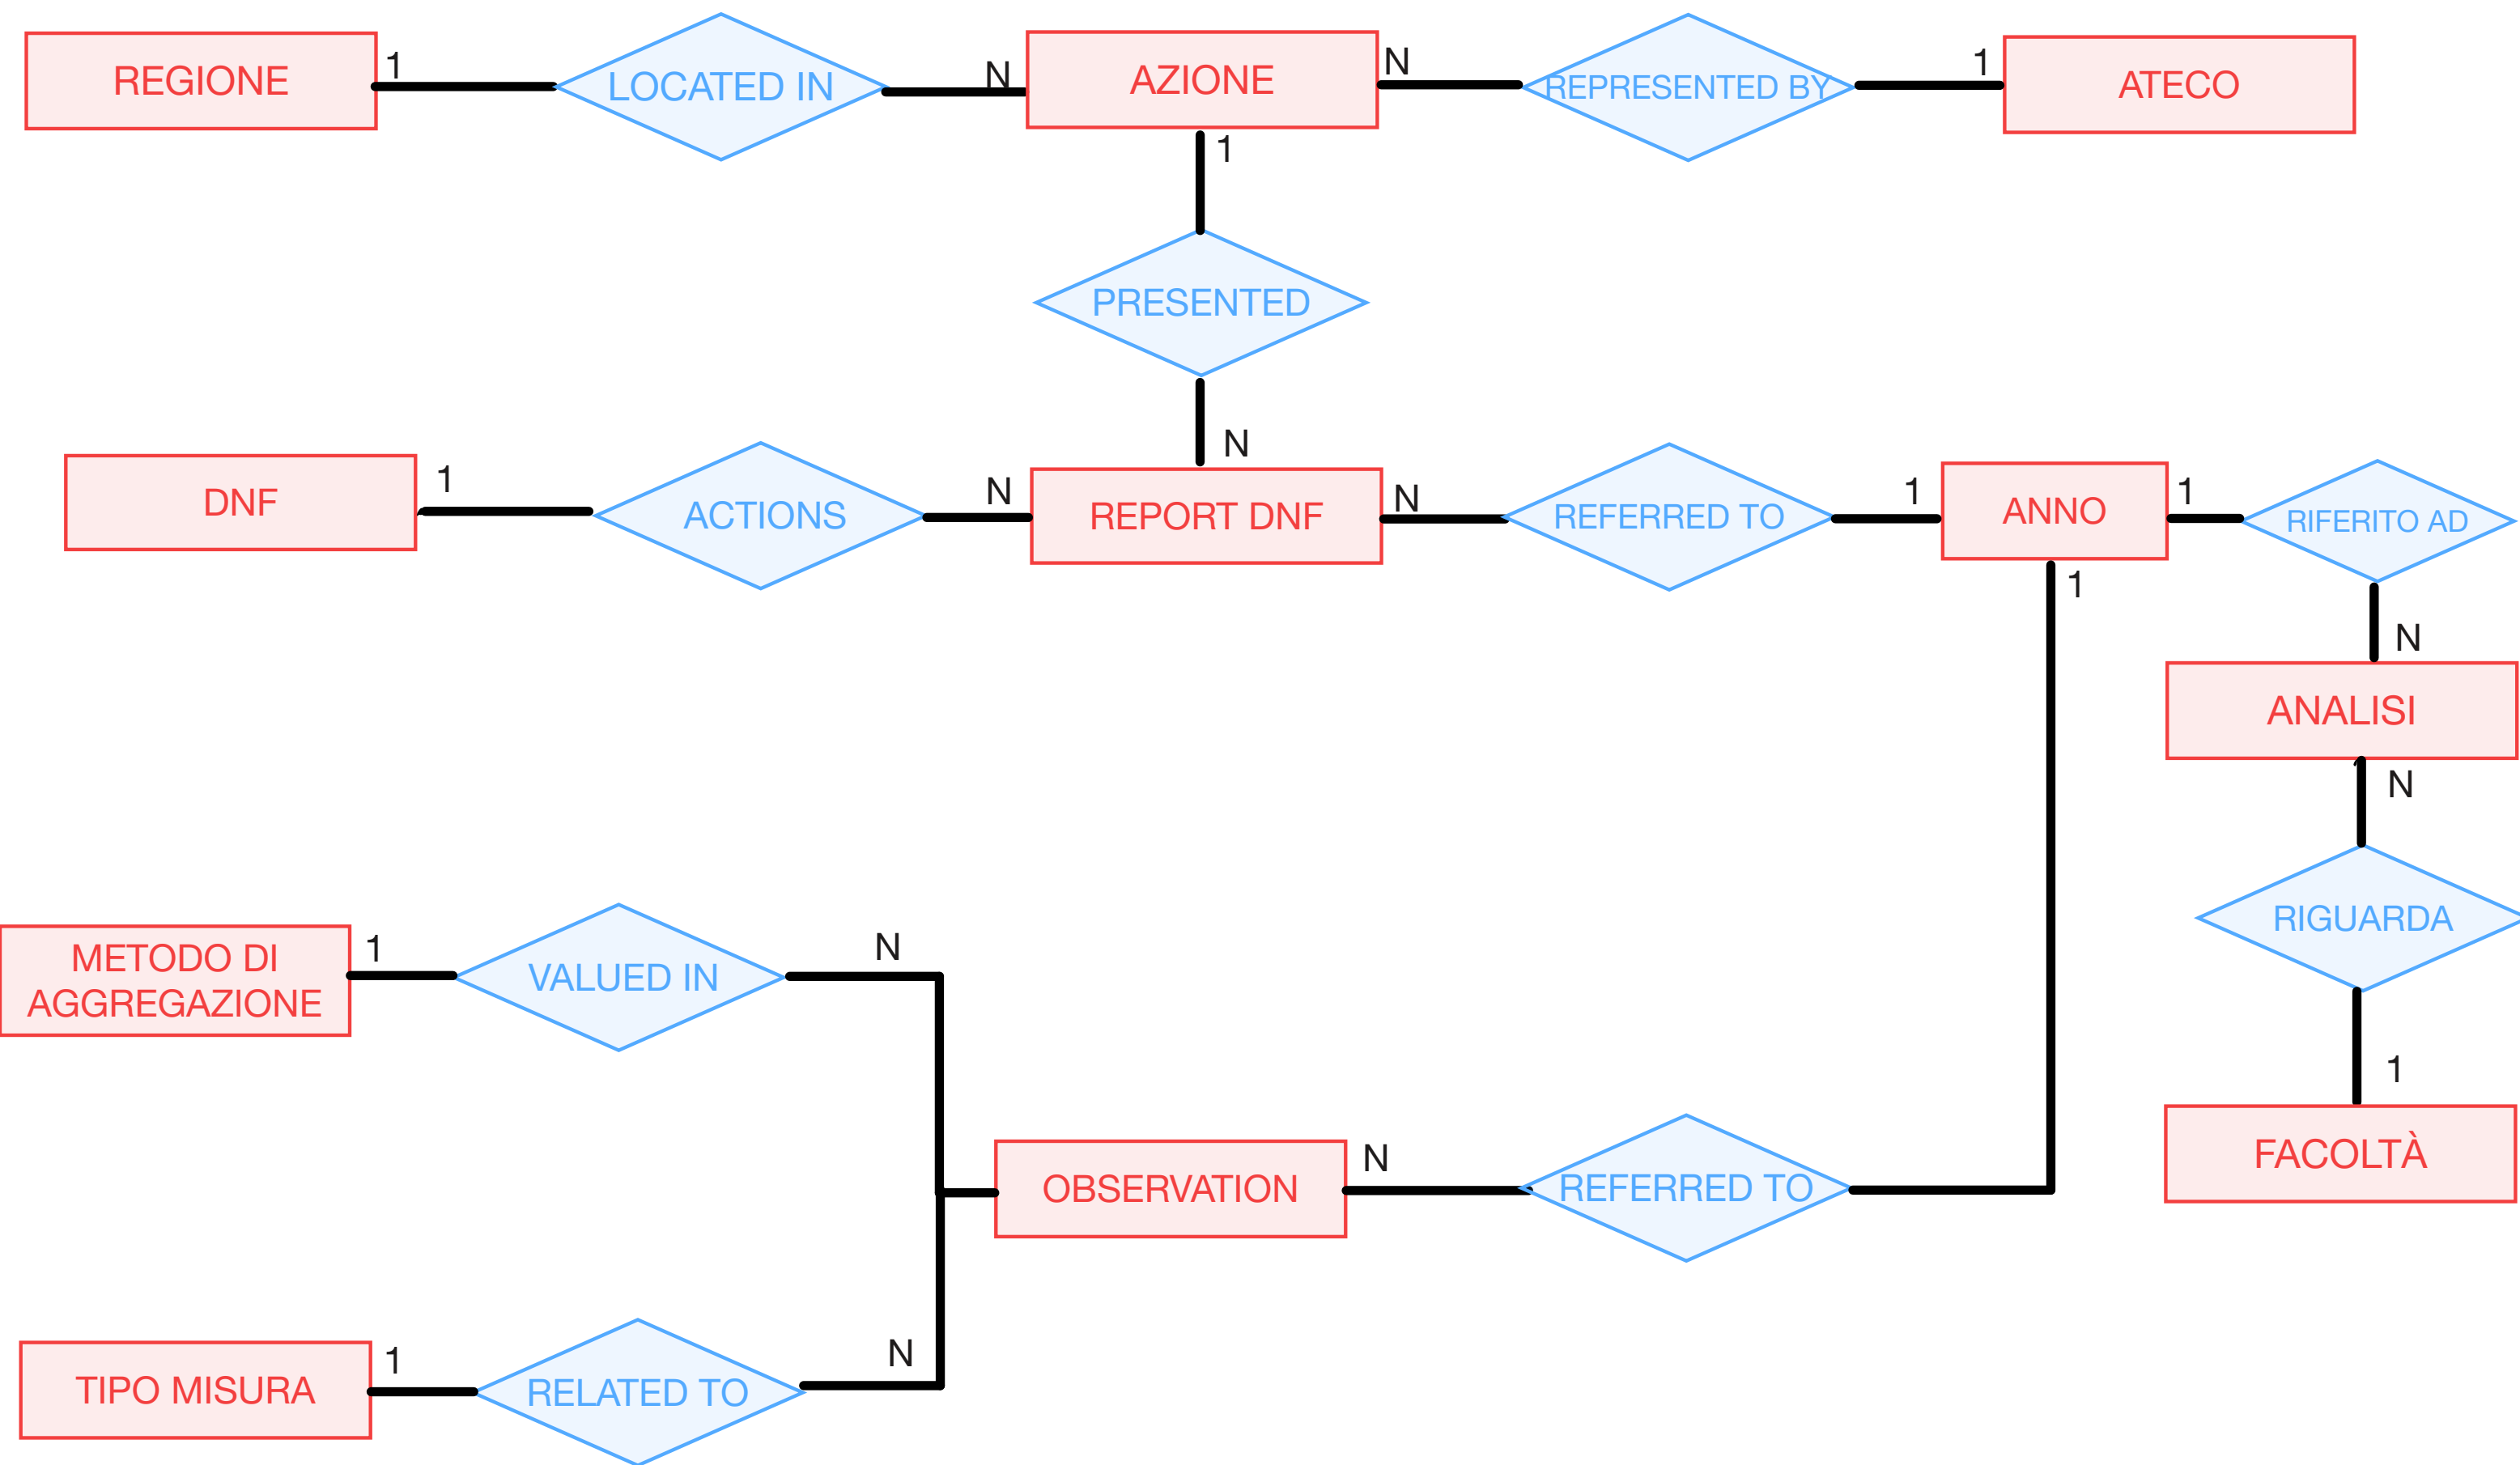 REGIONE
1
LOCATED IN
N
AZIONE
N
REPRESENTED BY
1
ATECO
1
PRESENTED
N
DNF
1
ACTIONS
N
REPORT DNF
N
REFERRED TO
1
ANNO
1
RIFERITO AD
1
N
ANALISI
N
RIGUARDA
1
FACOLTÀ
METODO DI
AGGREGAZIONE
1
VALUED IN
N
OBSERVATION
N
REFERRED TO
TIPO MISURA
1
RELATED TO
N